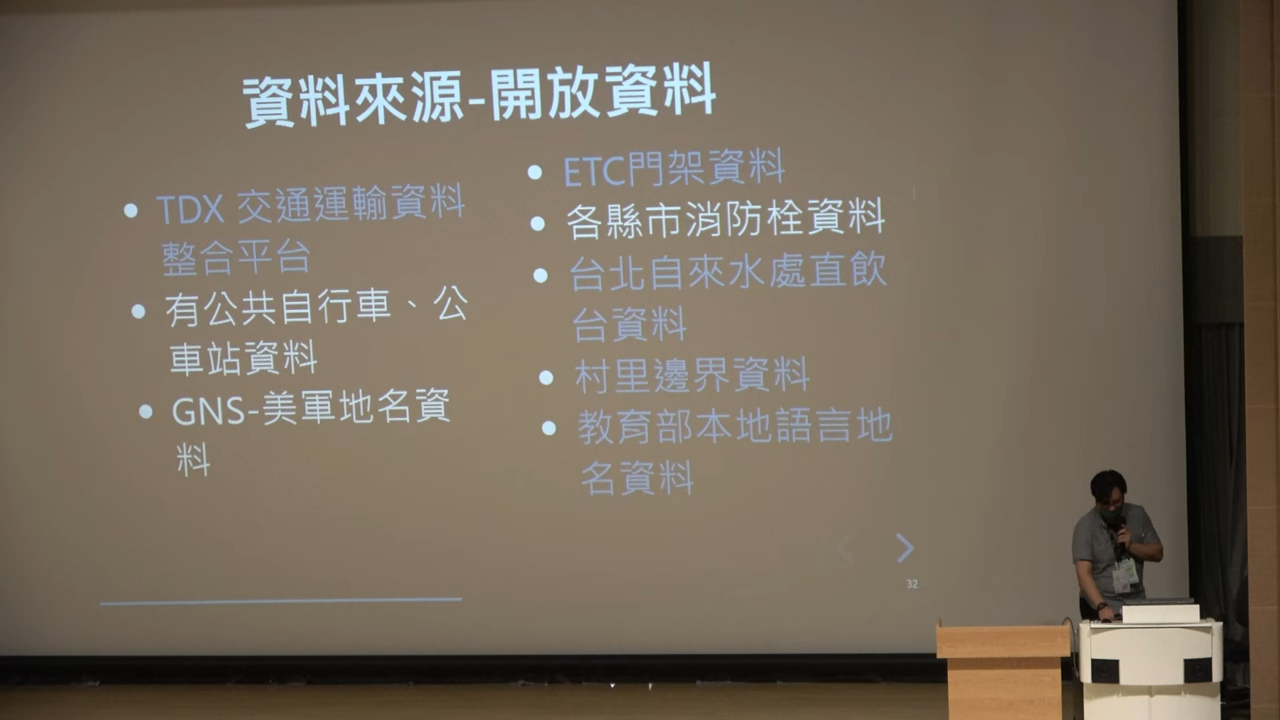 資料來源-開放資料
• TDX 交通運輸資料
整合平台
• 有公共自行車、公
車站資料
• GNS-美軍地名資
料
• ETC門架資料
• 各縣市消防栓資料
• 台北自來水處直飲
台資料
• 村里邊界資料
• 教育部本地語言地
名資料
32